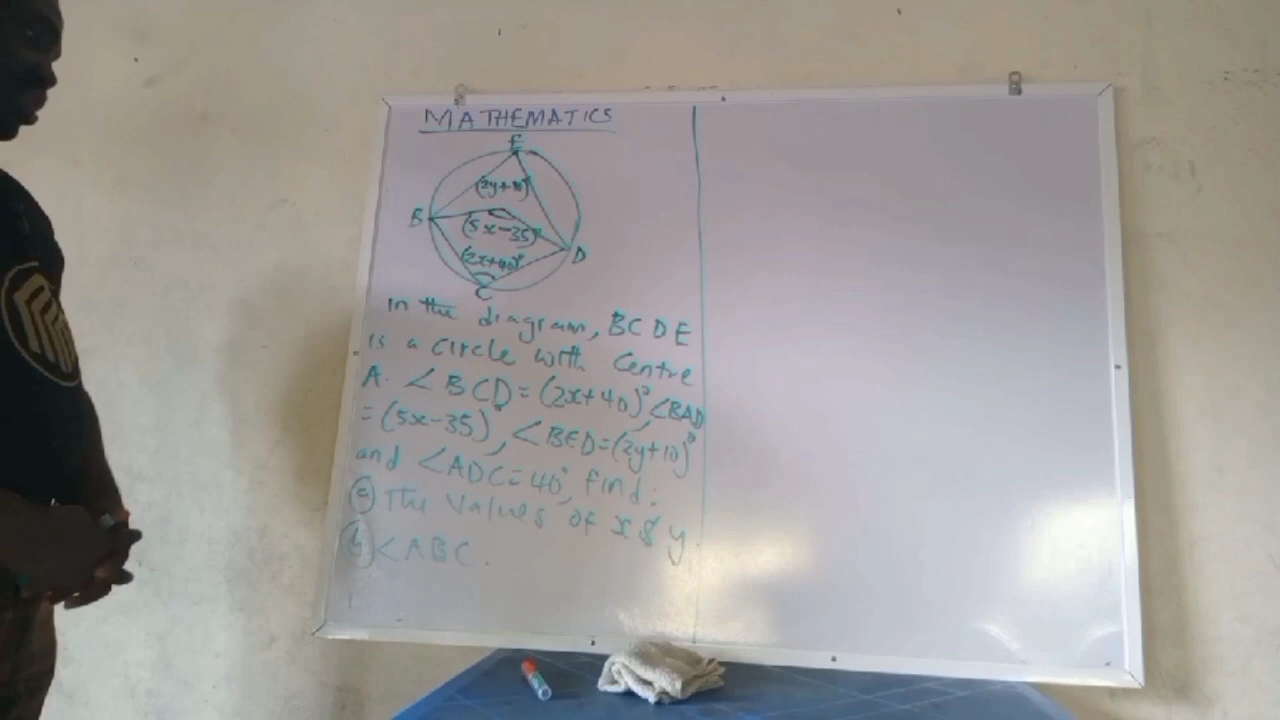 MATHEMATICS
E
(2y+10)°
B
(5x-35)°
D
(2x+40)°
C
In the diagram, BCDE
is a circle with Centre
A. ∠BCD=(2x+40)°, ∠BAD
=(5x-35)°, ∠BED=(2y+10)°
and ∠ADC=40°, find:
ⓐ The values of x & y
ⓑ ∠ABC.